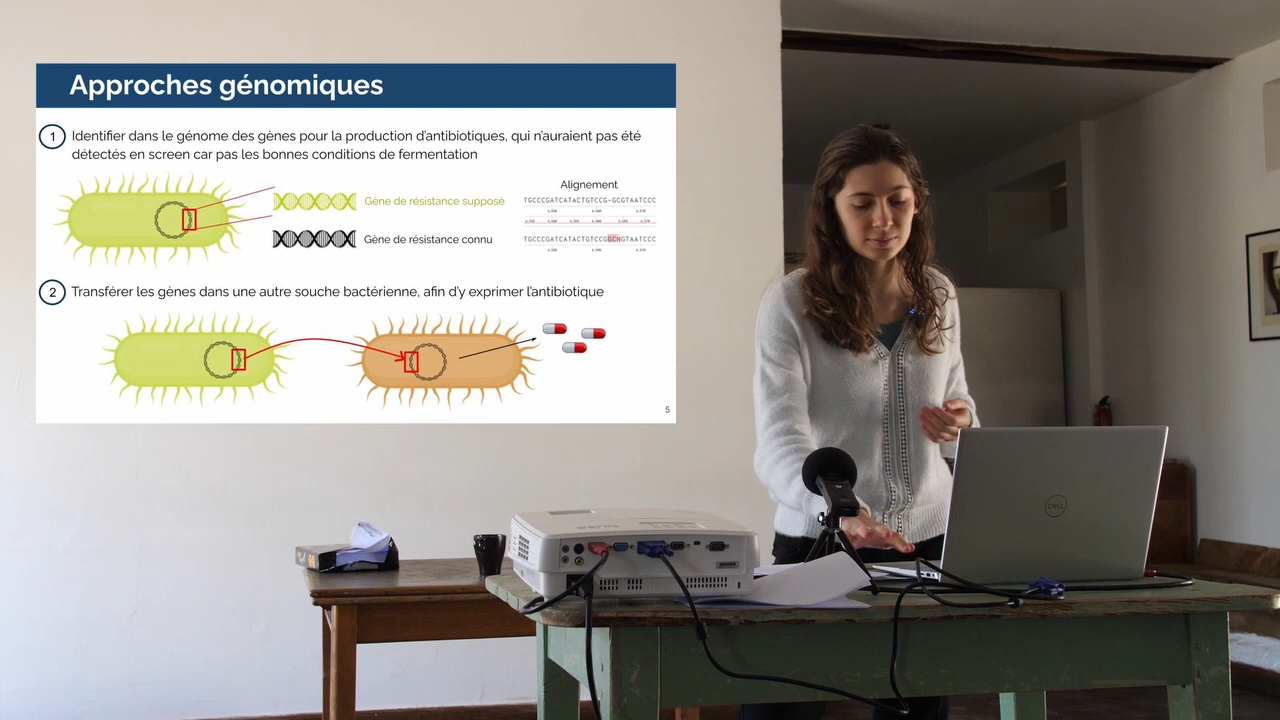 Approches génomiques
1 Identifier dans le génome des gènes pour la production d'antibiotiques, qui n'auraient pas été
détectés en screen car pas les bonnes conditions de fermentation
Alignement
Gène de résistance supposé
TGCCCGATCATACTGTCCG-GCGTAATCCC
Gène de résistance connu
TGCCCGATCATACTGTCCGGCNGTAATCCC
2 Transférer les gènes dans une autre souche bactérienne, afin d'y exprimer l'antibiotique
5
DELL